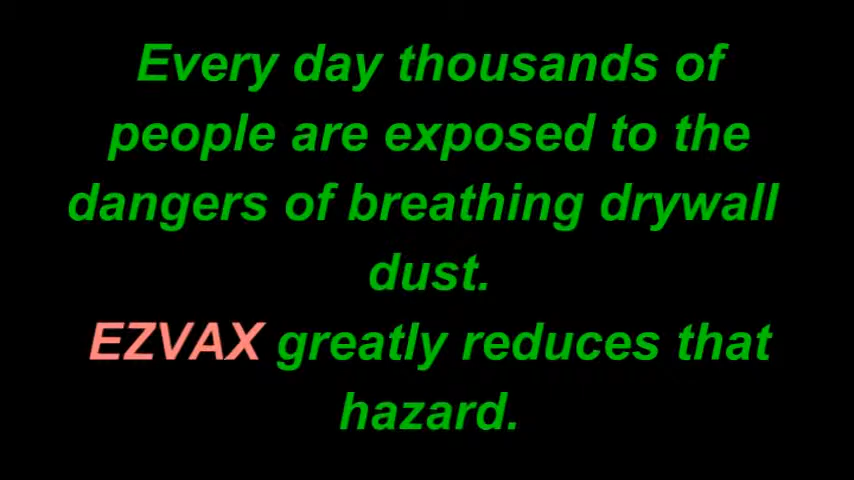 Every day thousands of
people are exposed to the
dangers of breathing drywall
dust.
EZVAX greatly reduces that
hazard.